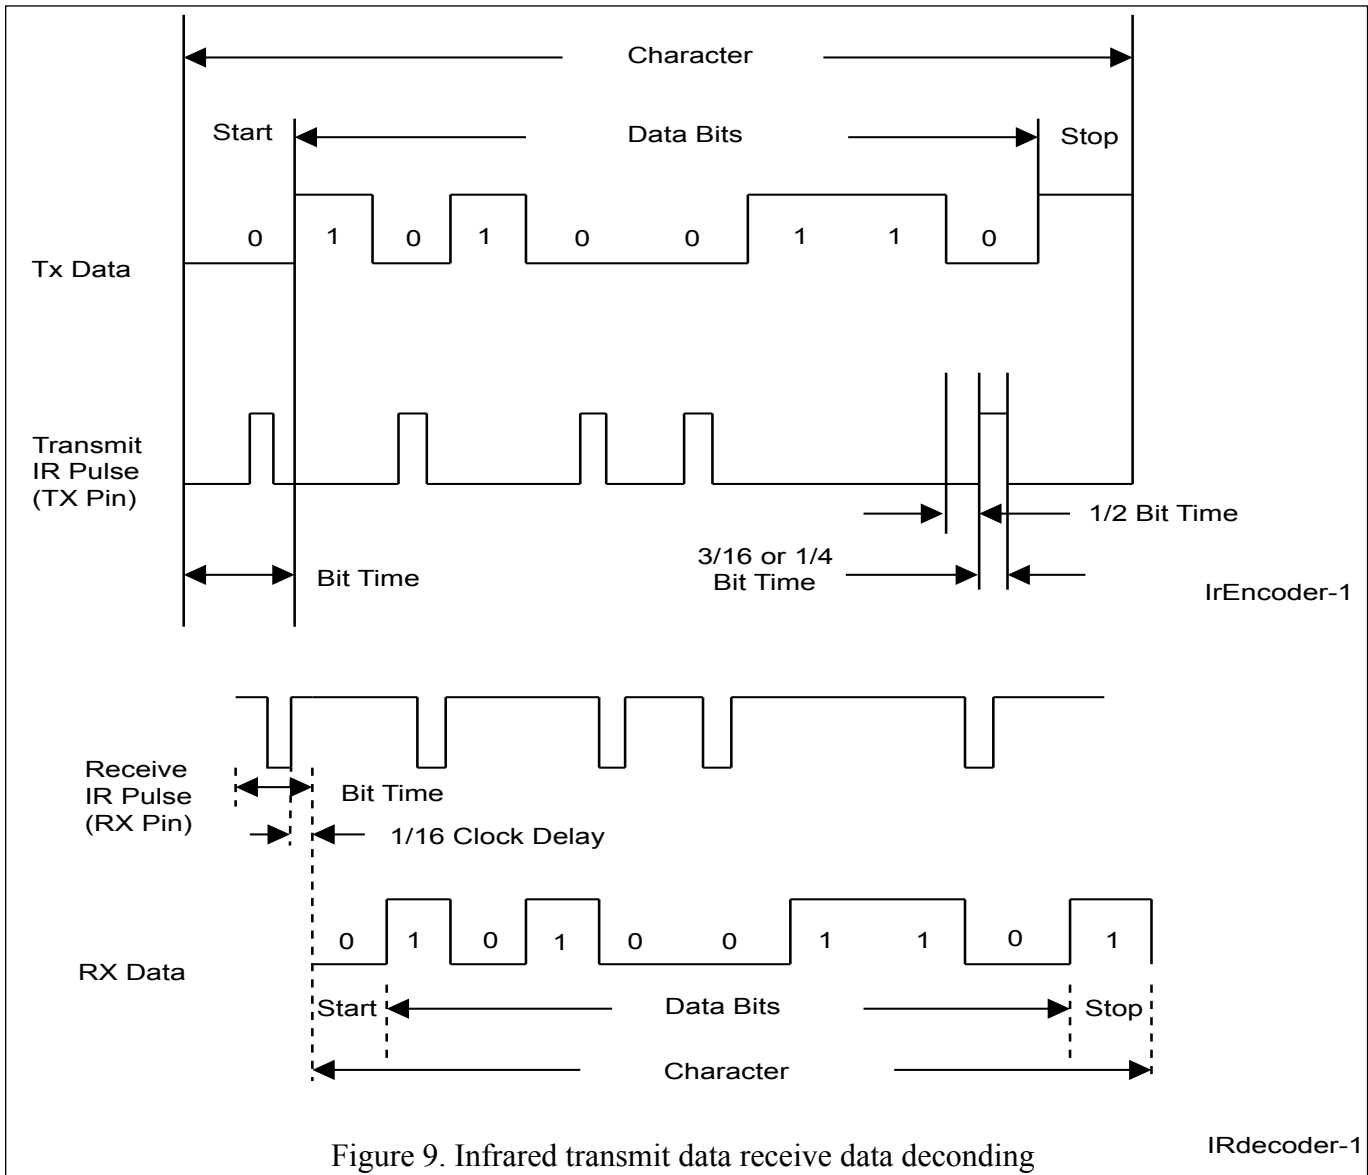 Character
Start
Data Bits
Stop
0 1 0 1 0 0 1 1 0
Tx Data
Transmit
IR Pulse
(TX Pin)
1/2 Bit Time
3/16 or 1/4
Bit Time
Bit Time
IrEncoder-1
Receive
IR Pulse
(RX Pin)
Bit Time
1/16 Clock Delay
0 1 0 1 0 0 1 1 0 1
RX Data
Start
Data Bits
Stop
Character
IRdecoder-1
Figure 9. Infrared transmit data receive data deconding